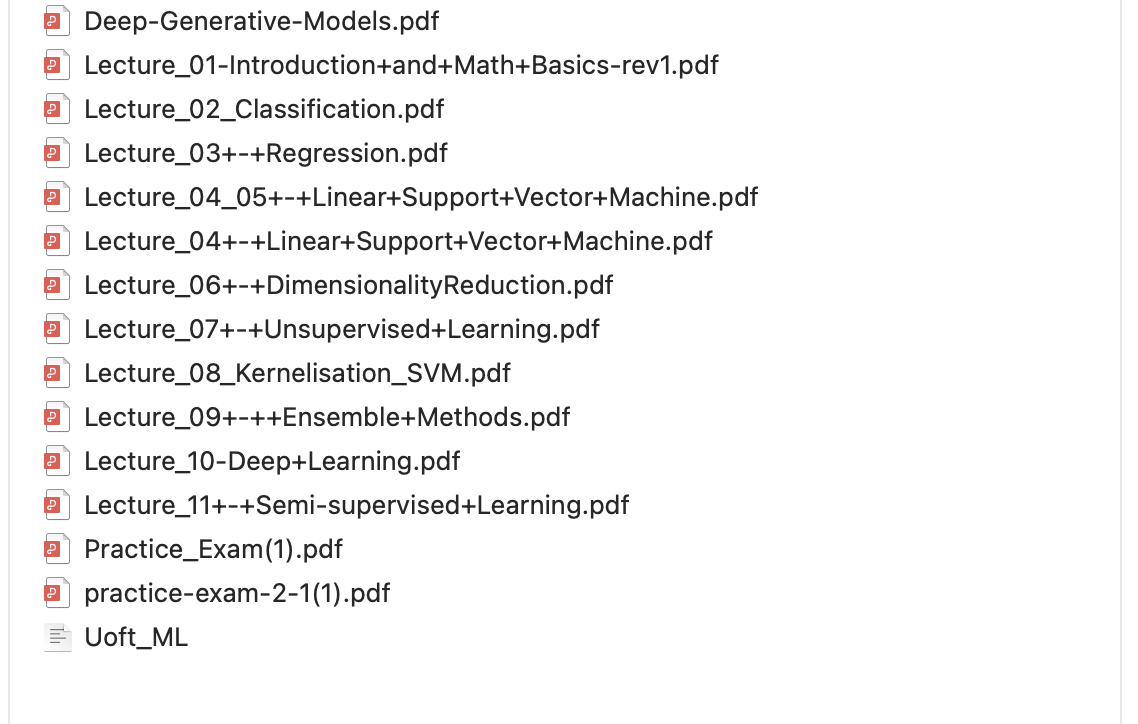 Deep-Generative-Models.pdf
Lecture_01-Introduction+and+Math+Basics-rev1.pdf
Lecture_02_Classification.pdf
Lecture_03+-+Regression.pdf
Lecture_04_05+-+Linear+Support+Vector+Machine.pdf
Lecture_04+-+Linear+Support+Vector+Machine.pdf
Lecture_06+-+DimensionalityReduction.pdf
Lecture_07+-+Unsupervised+Learning.pdf
Lecture_08_Kernelisation_SVM.pdf
Lecture_09+-++Ensemble+Methods.pdf
Lecture_10-Deep+Learning.pdf
Lecture_11+-+Semi-supervised+Learning.pdf
Practice_Exam(1).pdf
practice-exam-2-1(1).pdf
Uoft_ML